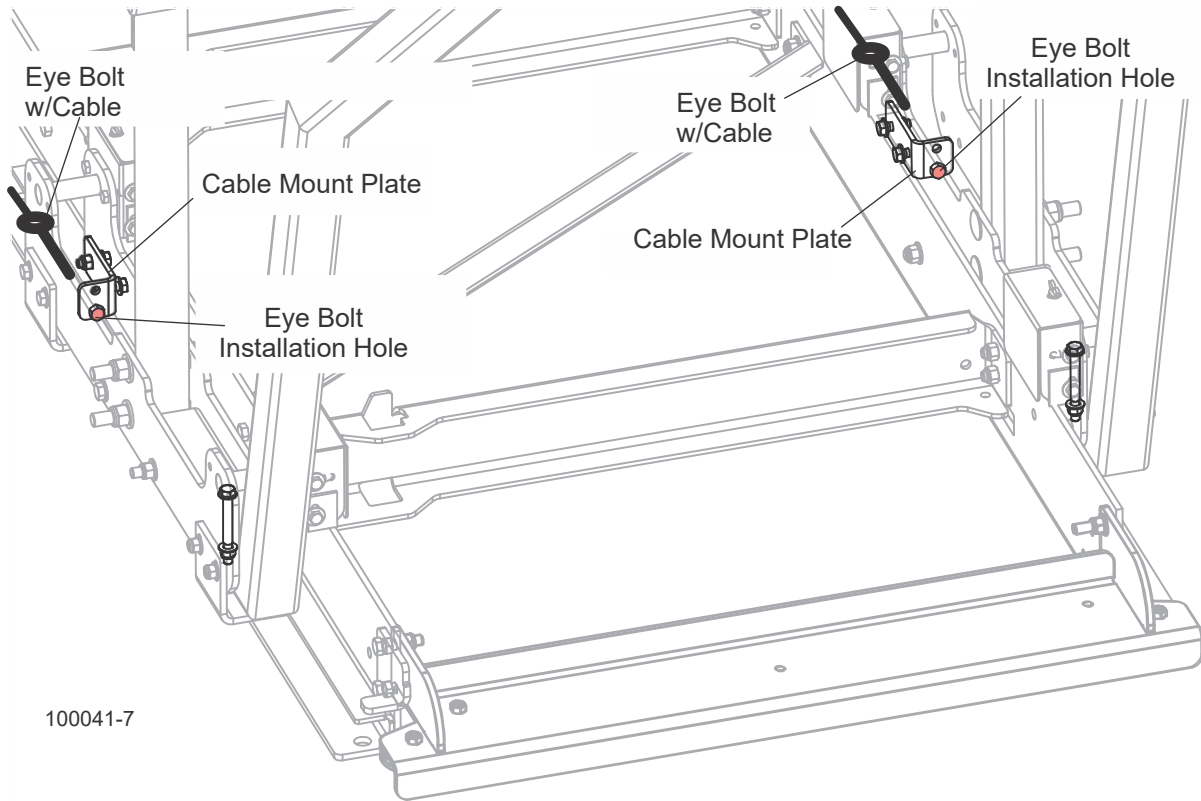 Eye Bolt
w/Cable
Cable Mount Plate
Eye Bolt
Installation Hole
Eye Bolt
w/Cable
Eye Bolt
Installation Hole
Cable Mount Plate
100041-7